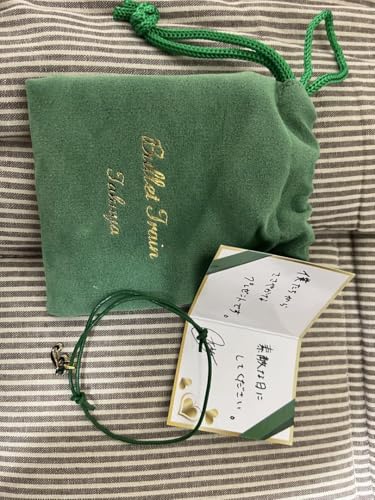 Bullet Train
Takuya
僕たちから
ささやかな
プレゼントです。
素敵な日に
してください。